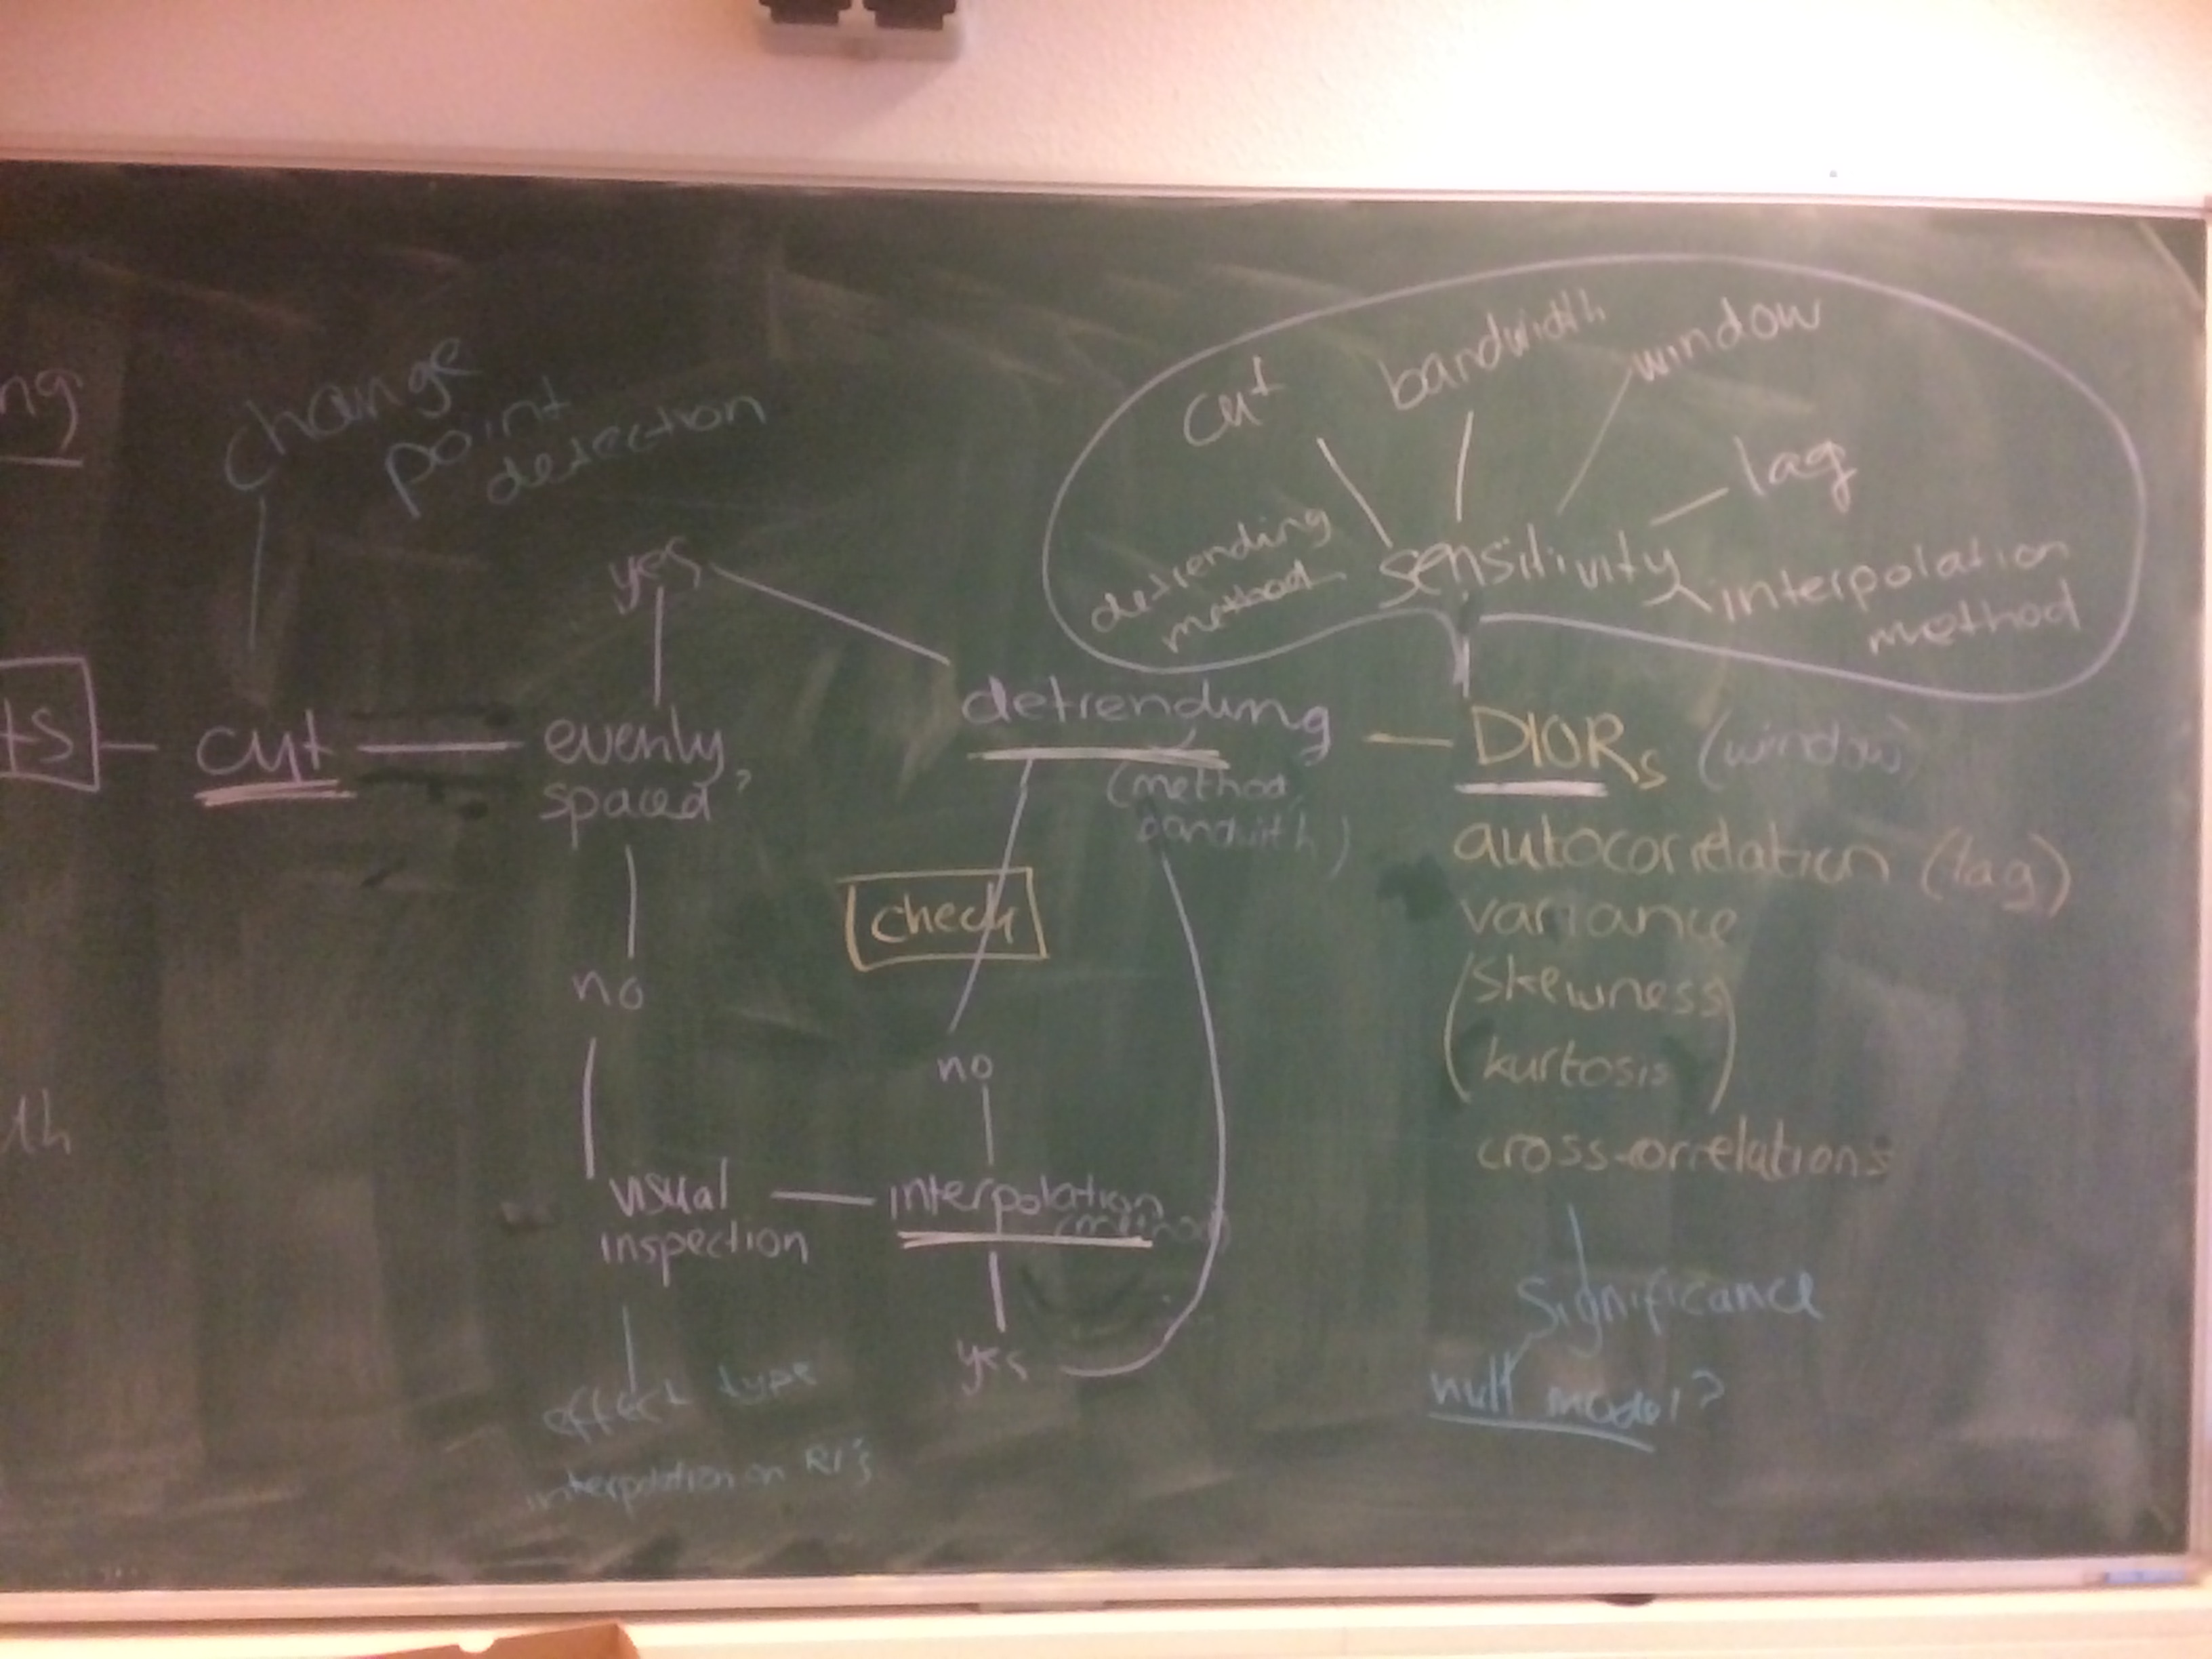 ng
change
point
detection
yes
ts
cut
evenly
spaced?
no
visual
inspection
effect type
interpolation on
detrending
(method,
bandwith)
check
no
interpolation
(method)
yes
cut
bandwidth
window
lag
detrending
method
sensitivity
interpolation
method
DIORs (window)
autocorrelation (lag)
variance
(skewness
kurtosis)
cross-correlations
significance
null model?
th